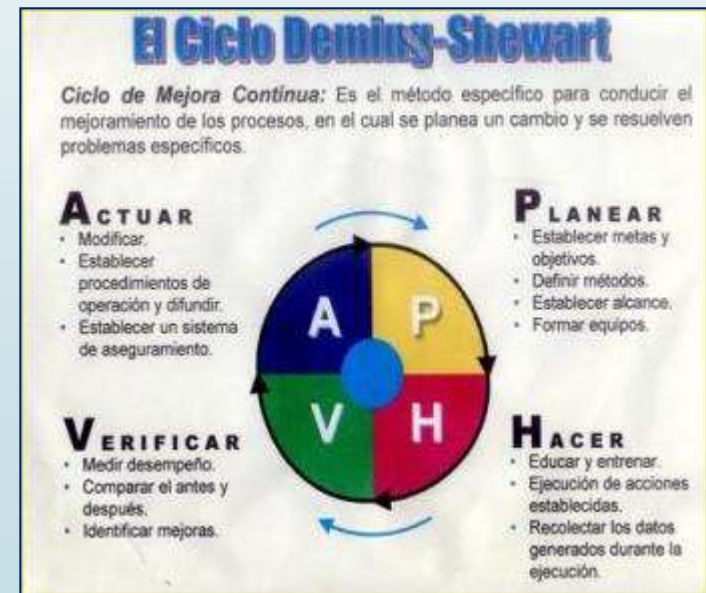 El Ciclo Deming-Shewart
Ciclo de Mejora Continua: Es el método específico para conducir el
mejoramiento de los procesos, en el cual se planea un cambio y se resuelven
problemas específicos.
ACTUAR
• Modificar.
• Establecer
procedimientos de
operación y difundir.
• Establecer un sistema
de aseguramiento.
PLANEAR
• Establecer metas y
objetivos.
• Definir métodos.
• Establecer alcance.
• Formar equipos.
A P
V H
VERIFICAR
• Medir desempeño.
• Comparar el antes y
después.
• Identificar mejoras.
HACER
• Educar y entrenar.
• Ejecución de acciones
establecidas.
• Recolectar los datos
generados durante la
ejecución.